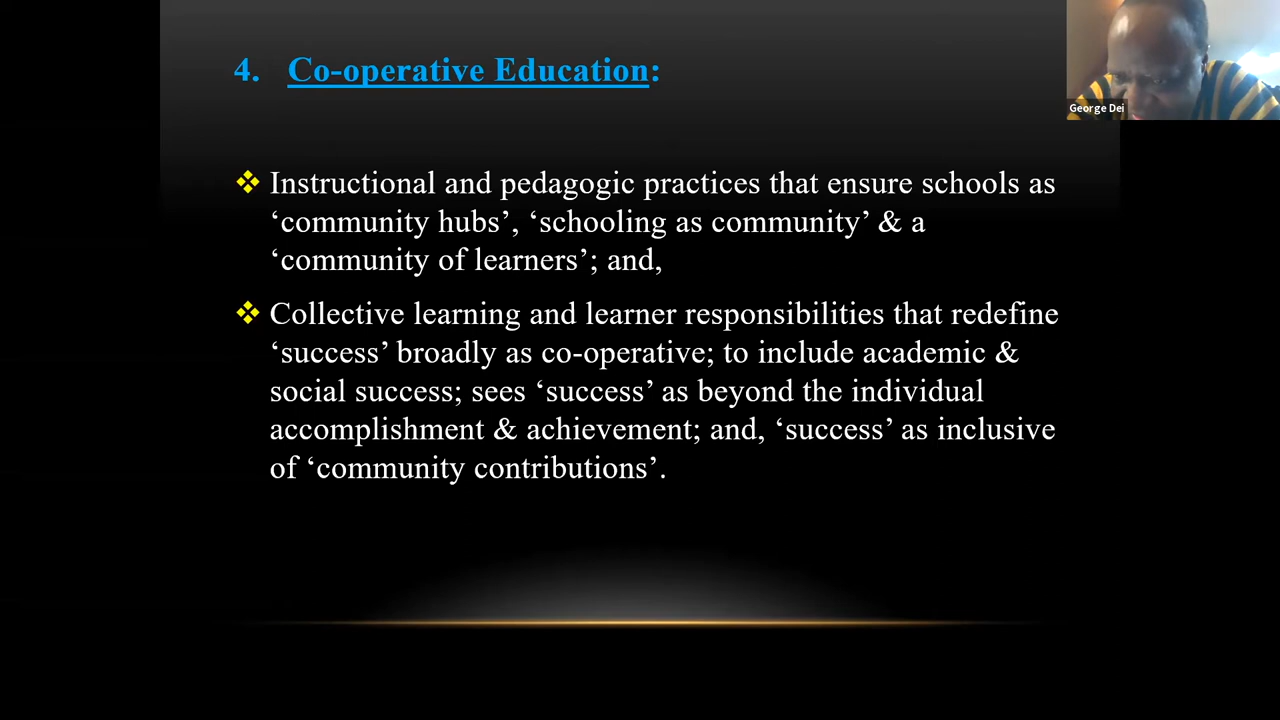 4. Co-operative Education:
George Dei
❖ Instructional and pedagogic practices that ensure schools as
‘community hubs’, ‘schooling as community’ & a
‘community of learners’; and,
❖ Collective learning and learner responsibilities that redefine
‘success’ broadly as co-operative; to include academic &
social success; sees ‘success’ as beyond the individual
accomplishment & achievement; and, ‘success’ as inclusive
of ‘community contributions’.